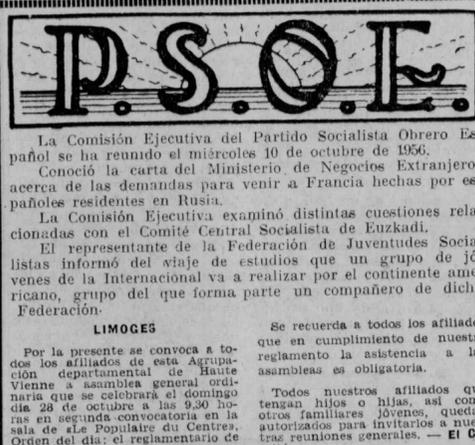 P.S.O.E.
La Comisión Ejecutiva del Partido Socialista Obrero Es
pañol se ha reunido el miércoles 10 de octubre de 1956.
Conoció la carta del Ministerio de Negocios Extranjero
acerca de las demandas para venir a Francia hechas por es
pañoles residentes en Rusia.
La Comisión Ejecutiva examinó distintas cuestiones rela
cionadas con el Comité Central Socialista de Euzkadi.
El representante de la Federación de Juventudes Socia
listas informó del viaje de estudios que un grupo de jó
venes de la Internacional va a realizar por el continente ame
ricano, grupo del que forma parte un compañero de dich
Federación.
LIMOGES
Por la presente se convoca a to-
dos los afiliados de esta Agrupa-
ción departamental de Haute
Vienne a asamblea general ordi-
naria que se celebrará el domingo
día 28 de octubre a las 9,30 ho-
ras en segunda convocatoria en la
sala de «Le Populaire du Centre».
Orden del día: el reglamentario de
Se recuerda a todos los afiliado
que en cumplimiento de nuestr
reglamento la asistencia a l
asambleas es obligatoria.
Todos nuestros afiliados qu
tengan hijos o hijas, así com
otros familiares jóvenes, queda
autorizados para invitarlos a nues
tras reuniones generales. — El C